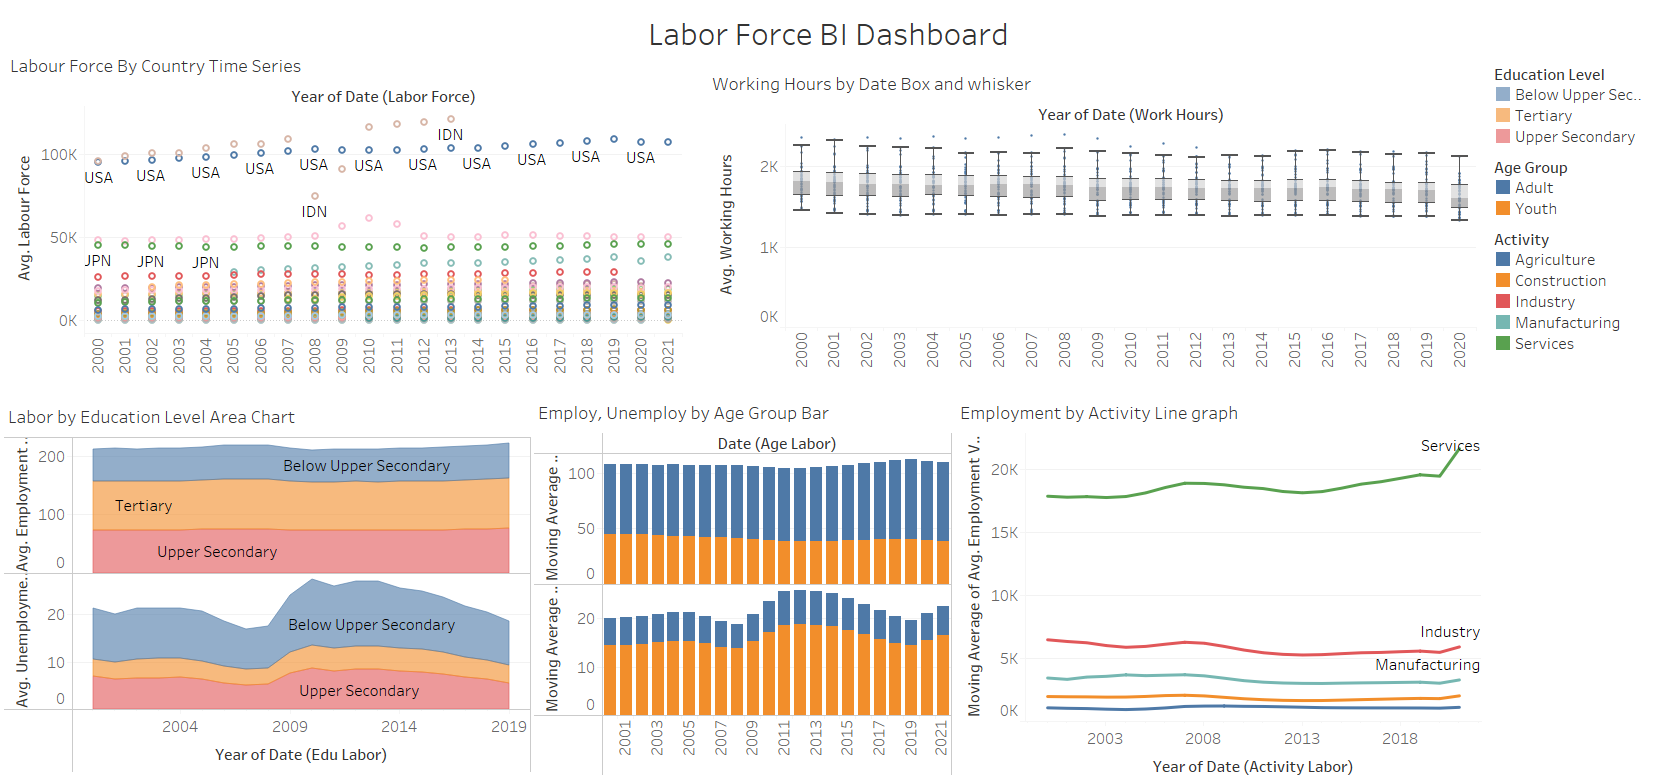 Labor Force BI Dashboard
Labour Force By Country Time Series
Year of Date (Labor Force)
Avg. Labour Force
100K
50K
0K
IDN
USA
USA
USA
USA
USA
USA
USA
USA
USA
USA
USA
IDN
JPN
JPN
JPN
2000
2001
2002
2003
2004
2005
2006
2007
2008
2009
2010
2011
2012
2013
2014
2015
2016
2017
2018
2019
2020
2021
Working Hours by Date Box and whisker
Year of Date (Work Hours)
Avg. Working Hours
2K
1K
0K
2000
2001
2002
2003
2004
2005
2006
2007
2008
2009
2010
2011
2012
2013
2014
2015
2016
2017
2018
2019
2020
Education Level
Below Upper Sec..
Tertiary
Upper Secondary
Age Group
Adult
Youth
Activity
Agriculture
Construction
Industry
Manufacturing
Services
Labor by Education Level Area Chart
Avg. Employment ..
200
100
0
Below Upper Secondary
Tertiary
Upper Secondary
Avg. Unemployme..
20
10
0
Below Upper Secondary
Upper Secondary
2004
2009
2014
2019
Year of Date (Edu Labor)
Employ, Unemploy by Age Group Bar
Date (Age Labor)
Moving Average ..
100
50
0
Moving Average ..
20
10
0
2001
2003
2005
2007
2009
2011
2013
2015
2017
2019
2021
Employment by Activity Line graph
Moving Average of Avg. Employment V..
20K
15K
10K
5K
0K
Services
Industry
Manufacturing
2003
2008
2013
2018
Year of Date (Activity Labor)